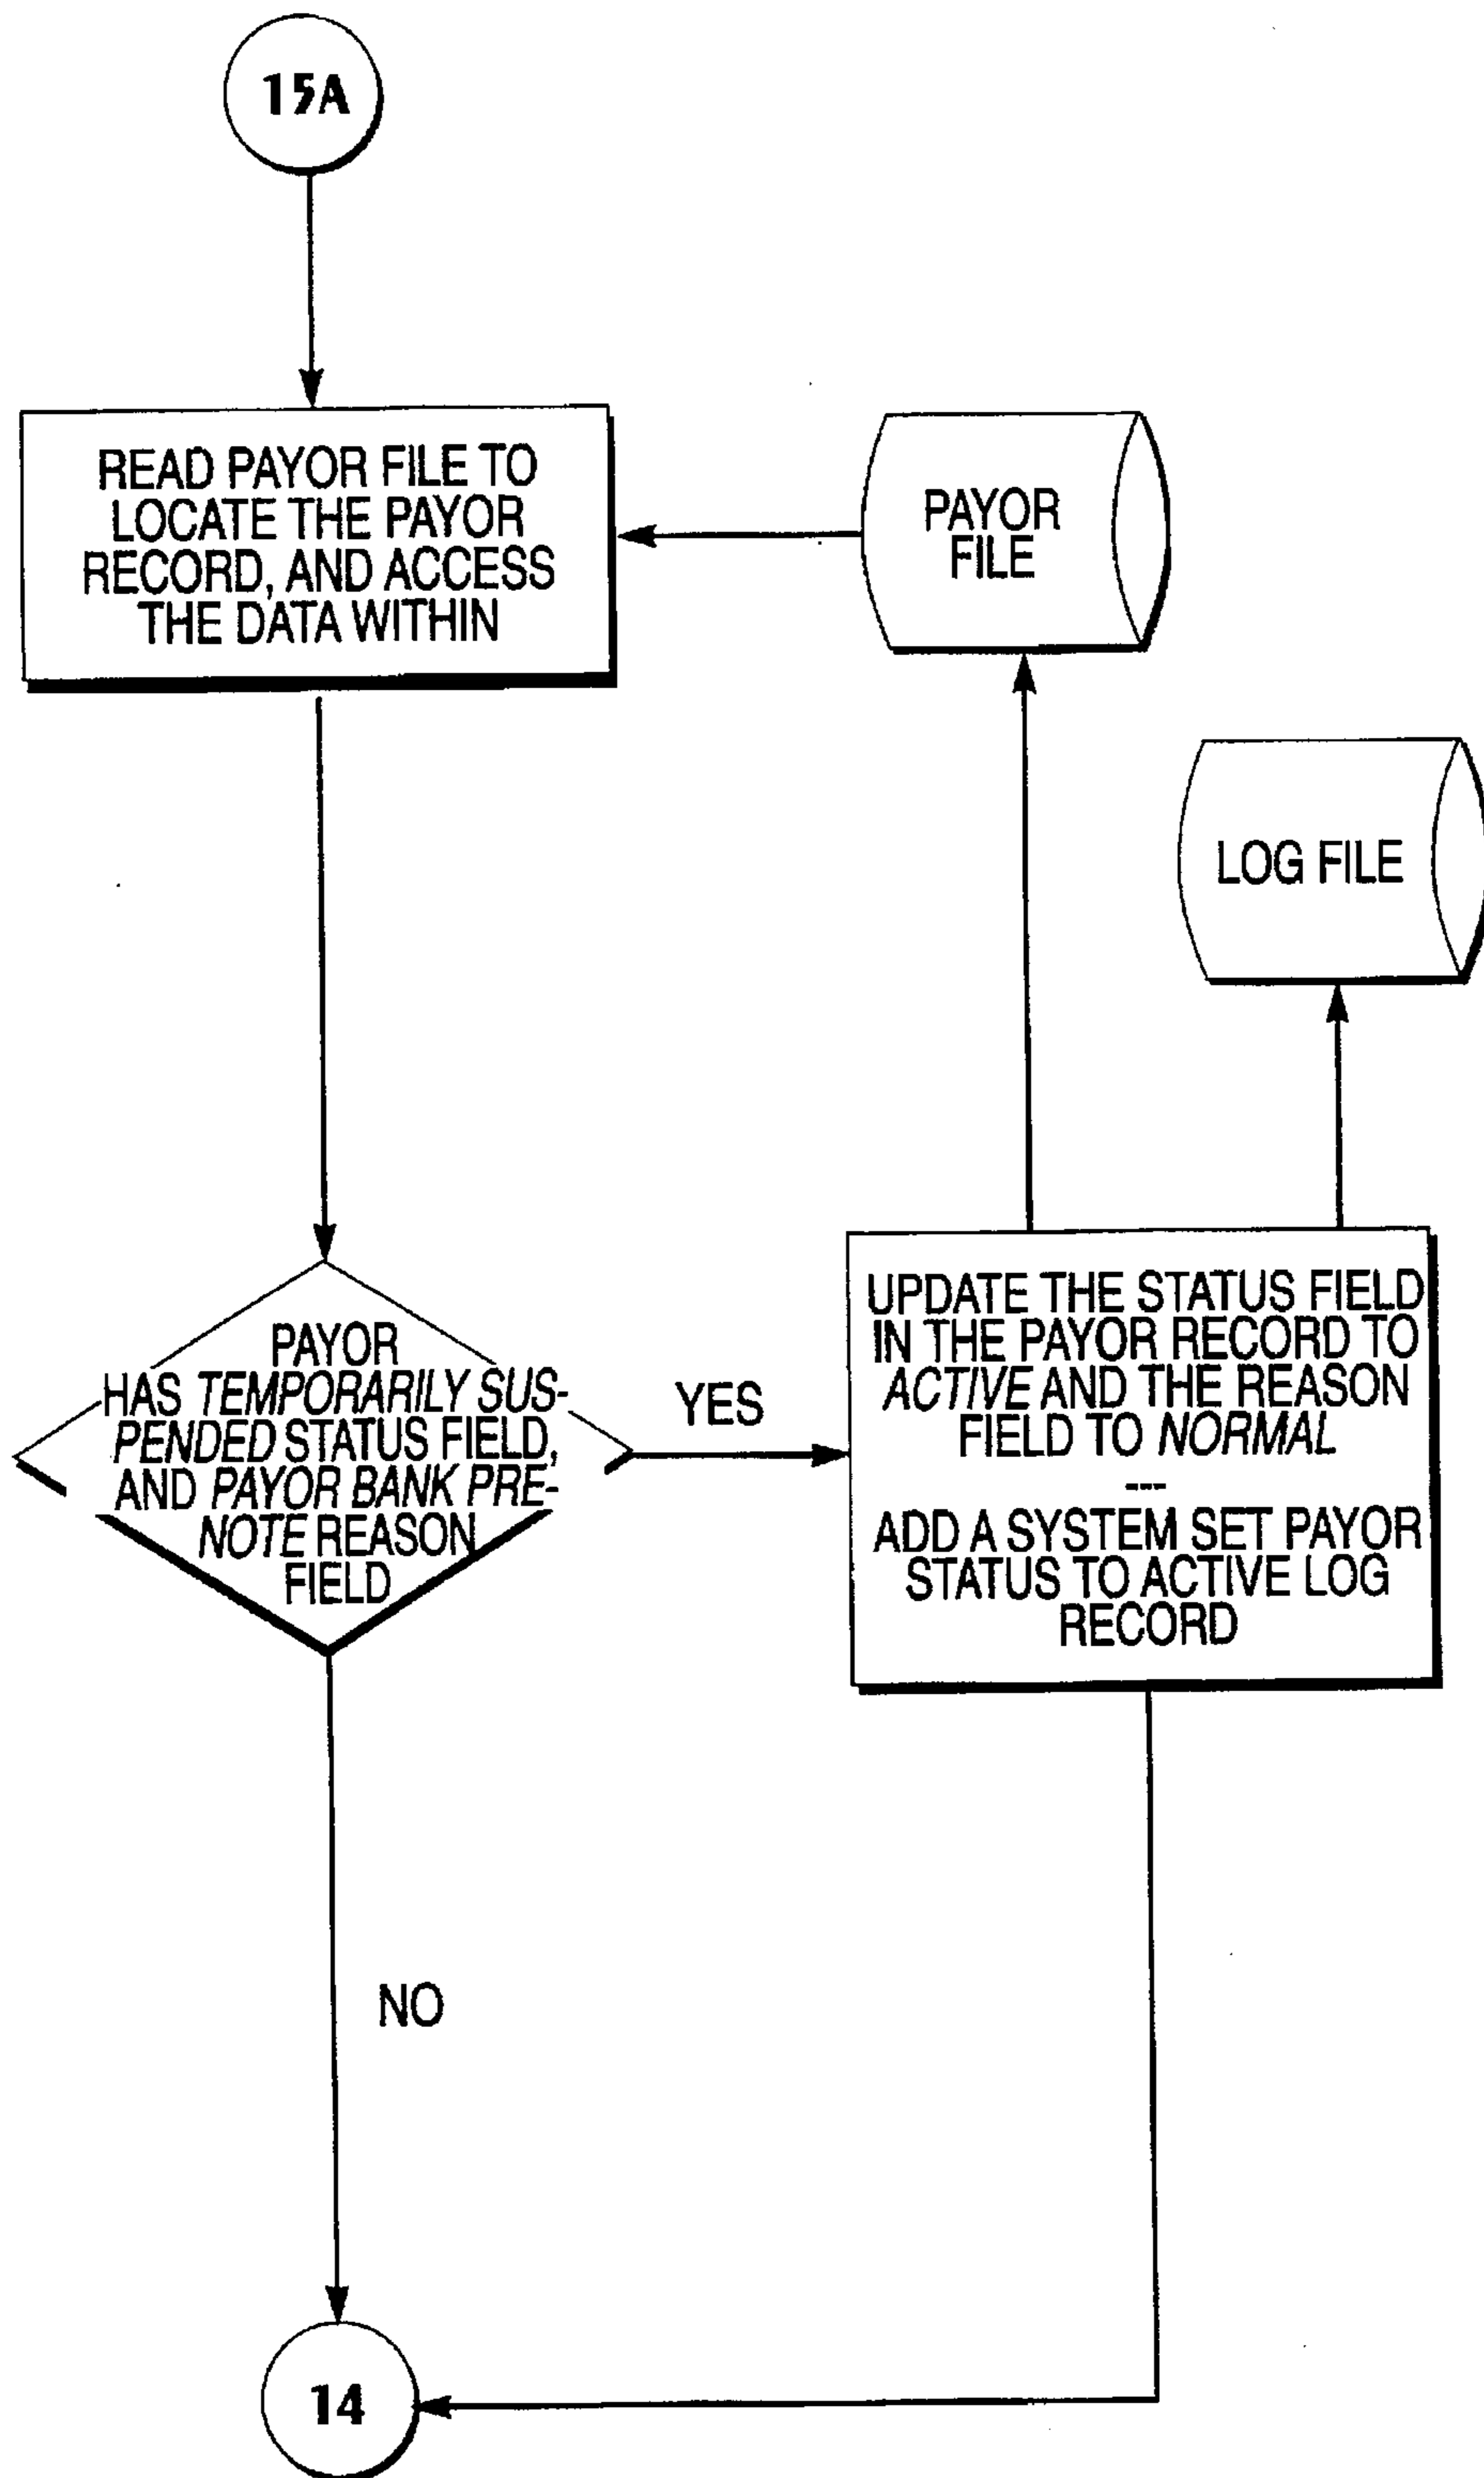 15A
READ PAYOR FILE TO
LOCATE THE PAYOR
RECORD, AND ACCESS
THE DATA WITHIN
PAYOR
FILE
LOG FILE
PAYOR
HAS TEMPORARILY SUS-
PENDED STATUS FIELD,
AND PAYOR BANK PRE-
NOTE REASON
FIELD
YES
UPDATE THE STATUS FIELD
IN THE PAYOR RECORD TO
ACTIVE AND THE REASON
FIELD TO NORMAL
---
ADD A SYSTEM SET PAYOR
STATUS TO ACTIVE LOG
RECORD
NO
14